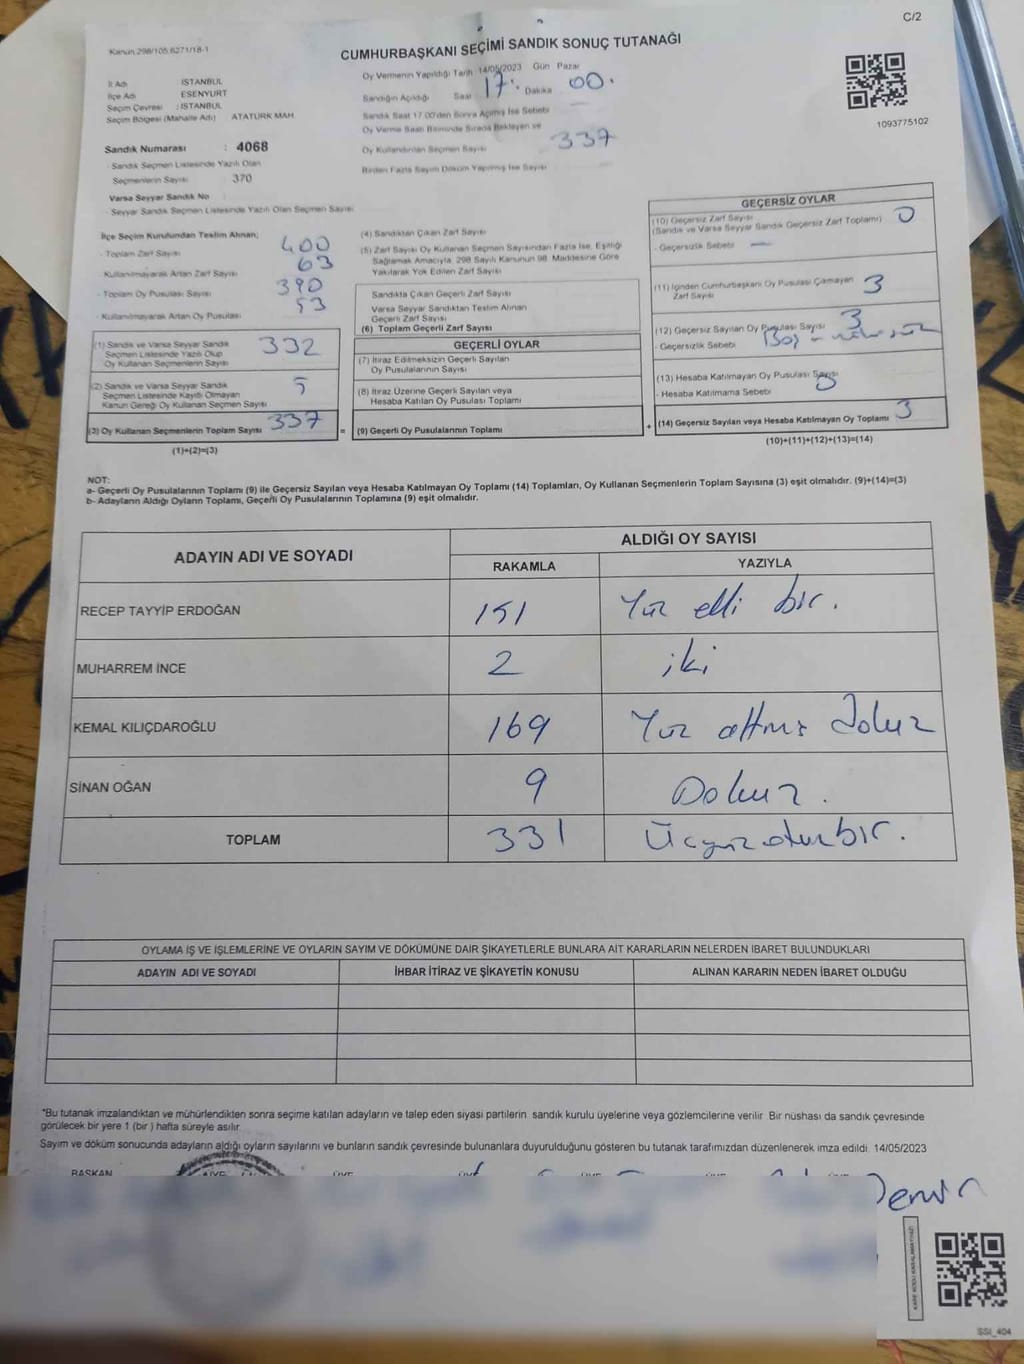 C/2
Kanun 298/105 6271/18-1
CUMHURBAŞKANI SEÇİMİ SANDIK SONUÇ TUTANAĞI
İl Adı : İSTANBUL
İlçe Adı : ESENYURT
Seçim Çevresi : İSTANBUL
Seçim Bölgesi (Mahalle Adı) ATATÜRK MAH.
Oy Vermenin Yapıldığı Tarih 14/05/2023 Gün Pazar
Sandığın Açıldığı Saat 17. Dakika 00.
Sandık Saat 17.00'den Sonra Açılmış İse Sebebi
Oy Verme Saati Bitiminde Sırada Bekleyen ve
Oy Kullandırılan Seçmen Sayısı 337
Birden Fazla Sayım Döküm Yapılmış İse Sayısı
1093775102
Sandık Numarası : 4068
- Sandık Seçmen Listesinde Yazılı Olan
Seçmenlerin Sayısı 370
Varsa Seyyar Sandık No
- Seyyar Sandık Seçmen Listesinde Yazılı Olan Seçmen Sayısı
İlçe Seçim Kurulundan Teslim Alınan;
- Toplam Zarf Sayısı 400
Kullanılmayarak Artan Zarf Sayısı 63
- Toplam Oy Pusulası Sayısı 390
- Kullanılmayarak Artan Oy Pusulası 53
(1) Sandık ve Varsa Seyyar Sandık
Seçmen Listesinde Yazılı Olup
Oy Kullanan Seçmenlerin Sayısı 332
(2) Sandık ve Varsa Seyyar Sandık
Seçmen Listesinde Kayıtlı Olmayan
Kanun Gereği Oy Kullanan Seçmen Sayısı 5
(3) Oy Kullanan Seçmenlerin Toplam Sayısı 337
(1)+(2)=(3)
(4) Sandıktan Çıkan Zarf Sayısı
(5) Zarf Sayısı Oy Kullanan Seçmen Sayısından Fazla İse, Eşitliği
Sağlamak Amacıyla, 298 Sayılı Kanunun 98. Maddesine Göre
Yakılarak Yok Edilen Zarf Sayısı
Sandıkta Çıkan Geçerli Zarf Sayısı
Varsa Seyyar Sandıktan Teslim Alınan
Geçerli Zarf Sayısı
(6) Toplam Geçerli Zarf Sayısı
GEÇERLİ OYLAR
(7) İtiraz Edilmeksizin Geçerli Sayılan
Oy Pusulalarının Sayısı
(8) İtiraz Üzerine Geçerli Sayılan veya
Hesaba Katılan Oy Pusulası Toplamı
= (9) Geçerli Oy Pusulalarının Toplamı +
GEÇERSİZ OYLAR
(10) Geçersiz Zarf Sayısı
(Sandık ve Varsa Seyyar Sandık Geçersiz Zarf Toplamı) 0
- Geçersizlik Sebebi —
(11) İçinden Cumhurbaşkanı Oy Pusulası Çıkmayan
Zarf Sayısı 3
(12) Geçersiz Sayılan Oy Pusulası Sayısı 3
- Geçersizlik Sebebi Boş -
(13) Hesaba Katılmayan Oy Pusulası Sayısı
- Hesaba Katılmama Sebebi
(14) Geçersiz Sayılan veya Hesaba Katılmayan Oy Toplamı 3
(10)+(11)+(12)+(13)=(14)
NOT:
a- Geçerli Oy Pusulalarının Toplamı (9) ile Geçersiz Sayılan veya Hesaba Katılmayan Oy Toplamı (14) Toplamları, Oy Kullanan Seçmenlerin Toplam Sayısına (3) eşit olmalıdır. (9)+(14)=(3)
b- Adayların Aldığı Oyların Toplamı, Geçerli Oy Pusulalarının Toplamına (9) eşit olmalıdır.
ADAYIN ADI VE SOYADI ALDIĞI OY SAYISI
RAKAMLA YAZIYLA
RECEP TAYYİP ERDOĞAN 151 Yüz elli bir.
MUHARREM İNCE 2 iki
KEMAL KILIÇDAROĞLU 169 Yüz altmış dokuz
SİNAN OĞAN 9 Dokuz.
TOPLAM 331 Üçyüzotuzbir.
OYLAMA İŞ VE İŞLEMLERİNE VE OYLARIN SAYIM VE DÖKÜMÜNE DAİR ŞİKAYETLERLE BUNLARA AİT KARARLARIN NELERDEN İBARET BULUNDUKLARI
ADAYIN ADI VE SOYADI İHBAR İTİRAZ VE ŞİKAYETİN KONUSU ALINAN KARARIN NEDEN İBARET OLDUĞU
*Bu tutanak imzalandıktan ve mühürlendikten sonra seçime katılan adayların ve talep eden siyasi partilerin sandık kurulu üyelerine veya gözlemcilerine verilir. Bir nüshası da sandık çevresinde
görülecek bir yere 1 (bir) hafta süreyle asılır.
Sayım ve döküm sonucunda adayların aldığı oyların sayılarını ve bunların sandık çevresinde bulunanlara duyurulduğunu gösteren bu tutanak tarafımızdan düzenlenerek imza edildi. 14/05/2023
BAŞKAN ÜYE ÜYE ÜYE ÜYE
Demir
SSI_404